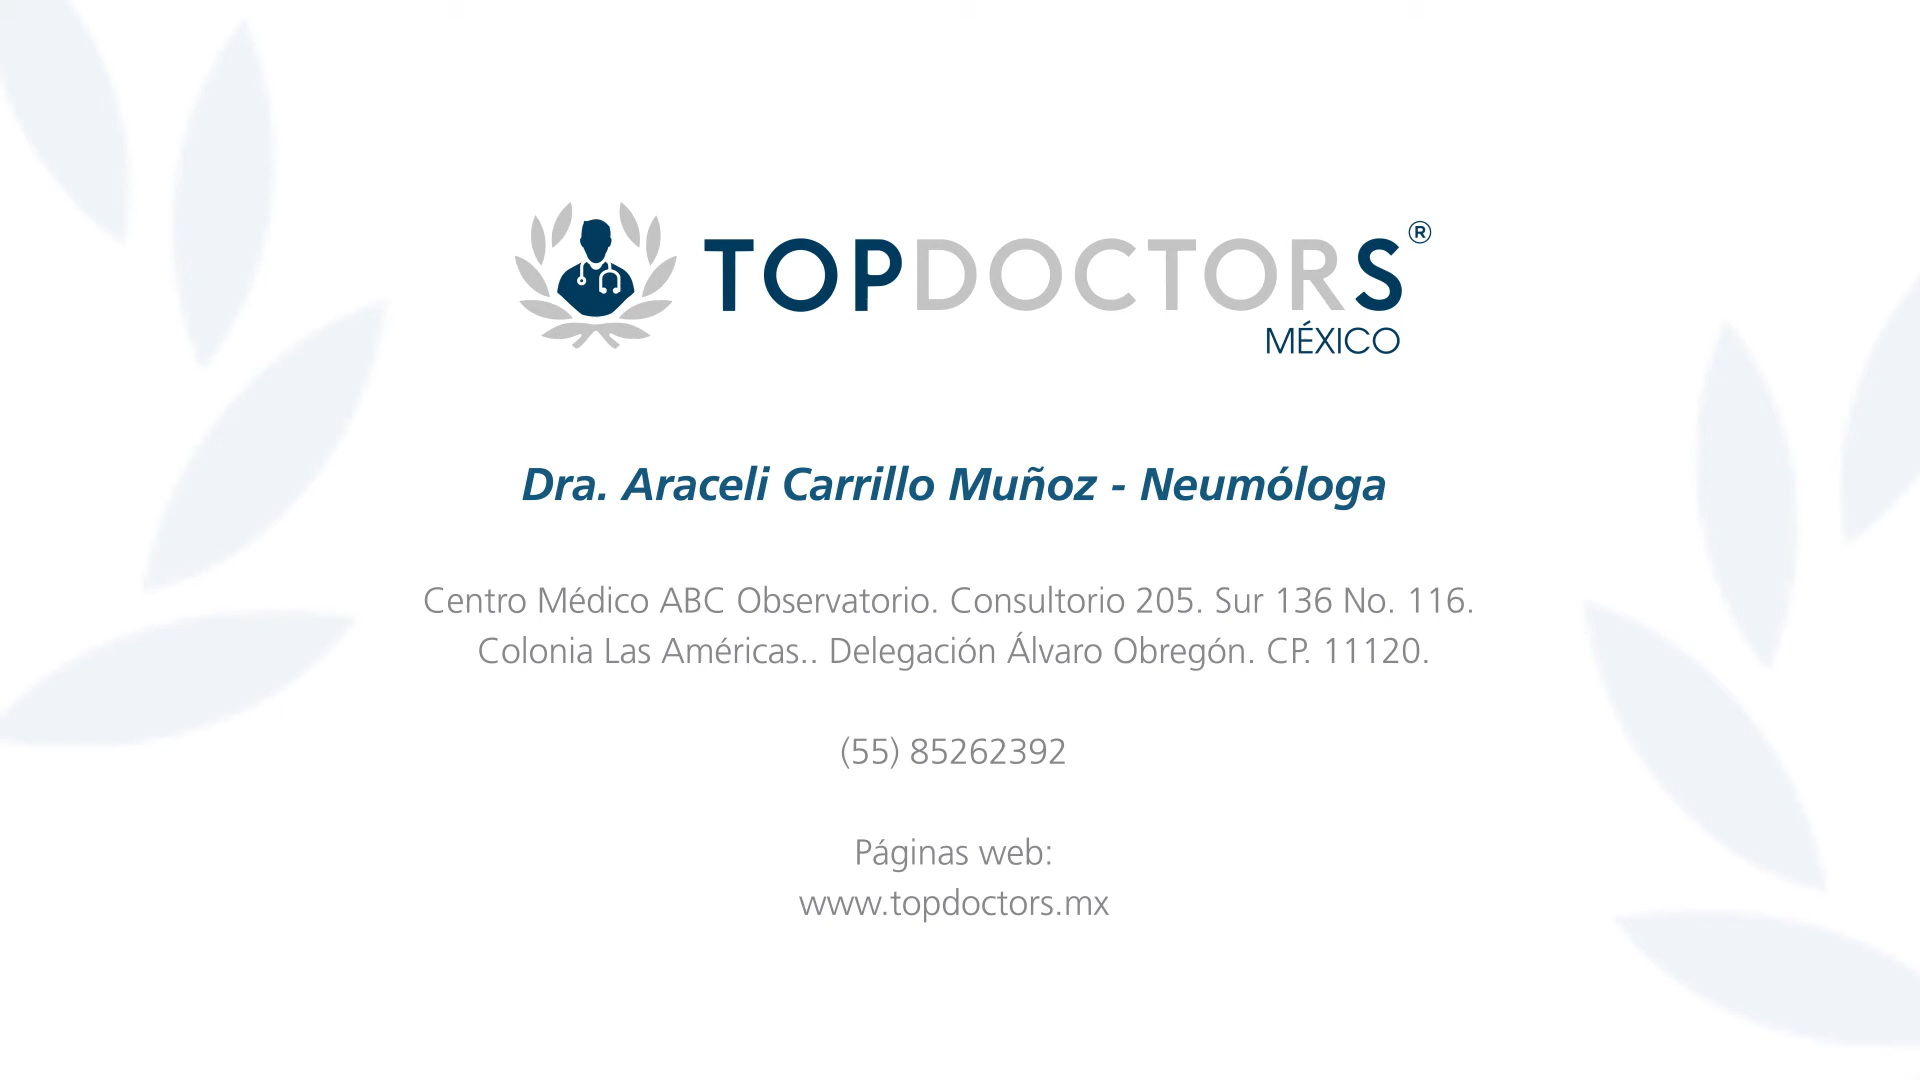 TOPDOCTORS®
MÉXICO
Dra. Araceli Carrillo Muñoz - Neumóloga
Centro Médico ABC Observatorio. Consultorio 205. Sur 136 No. 116.
Colonia Las Américas.. Delegación Álvaro Obregón. CP. 11120.
(55) 85262392
Páginas web:
www.topdoctors.mx